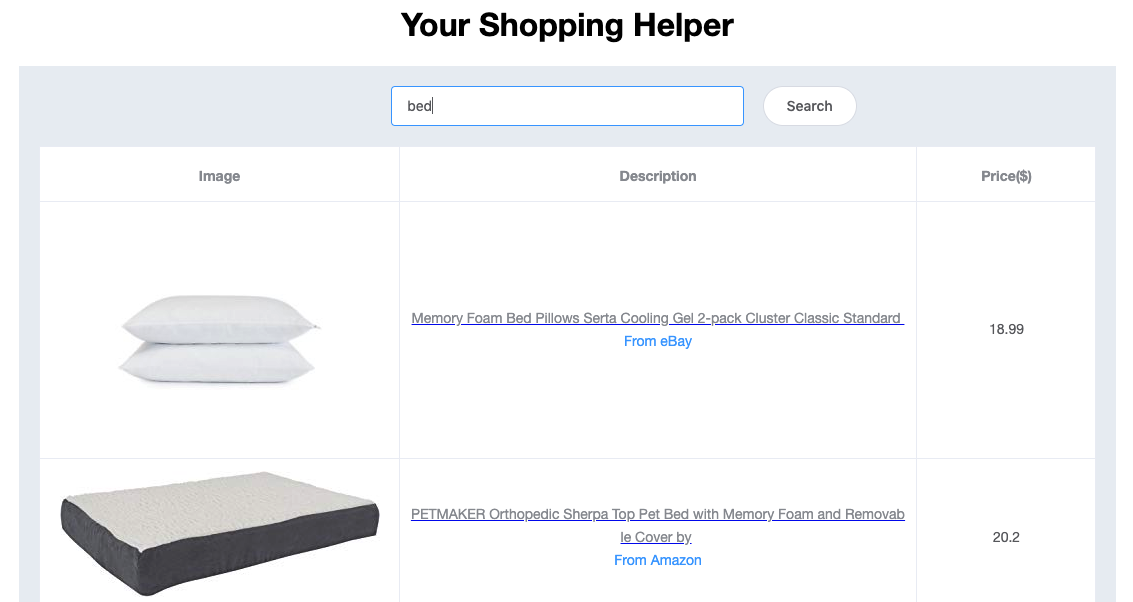 Your Shopping Helper
bed
Search
Image
Description
Price($)
Memory Foam Bed Pillows Serta Cooling Gel 2-pack Cluster Classic Standard
From eBay
18.99
PETMAKER Orthopedic Sherpa Top Pet Bed with Memory Foam and Removab
le Cover by
From Amazon
20.2